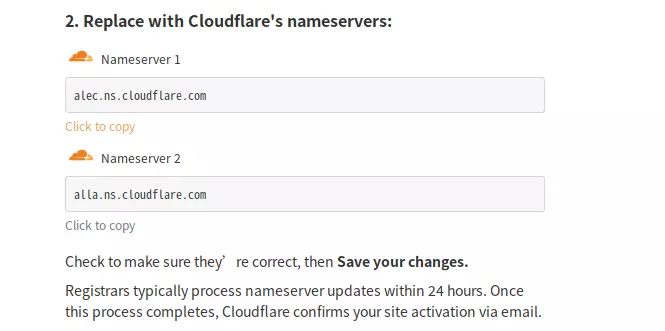 2. Replace with Cloudflare's nameservers:
Nameserver 1
alec.ns.cloudflare.com
Click to copy
Nameserver 2
alla.ns.cloudflare.com
Click to copy
Check to make sure they’re correct, then Save your changes.
Registrars typically process nameserver updates within 24 hours. Once
this process completes, Cloudflare confirms your site activation via email.